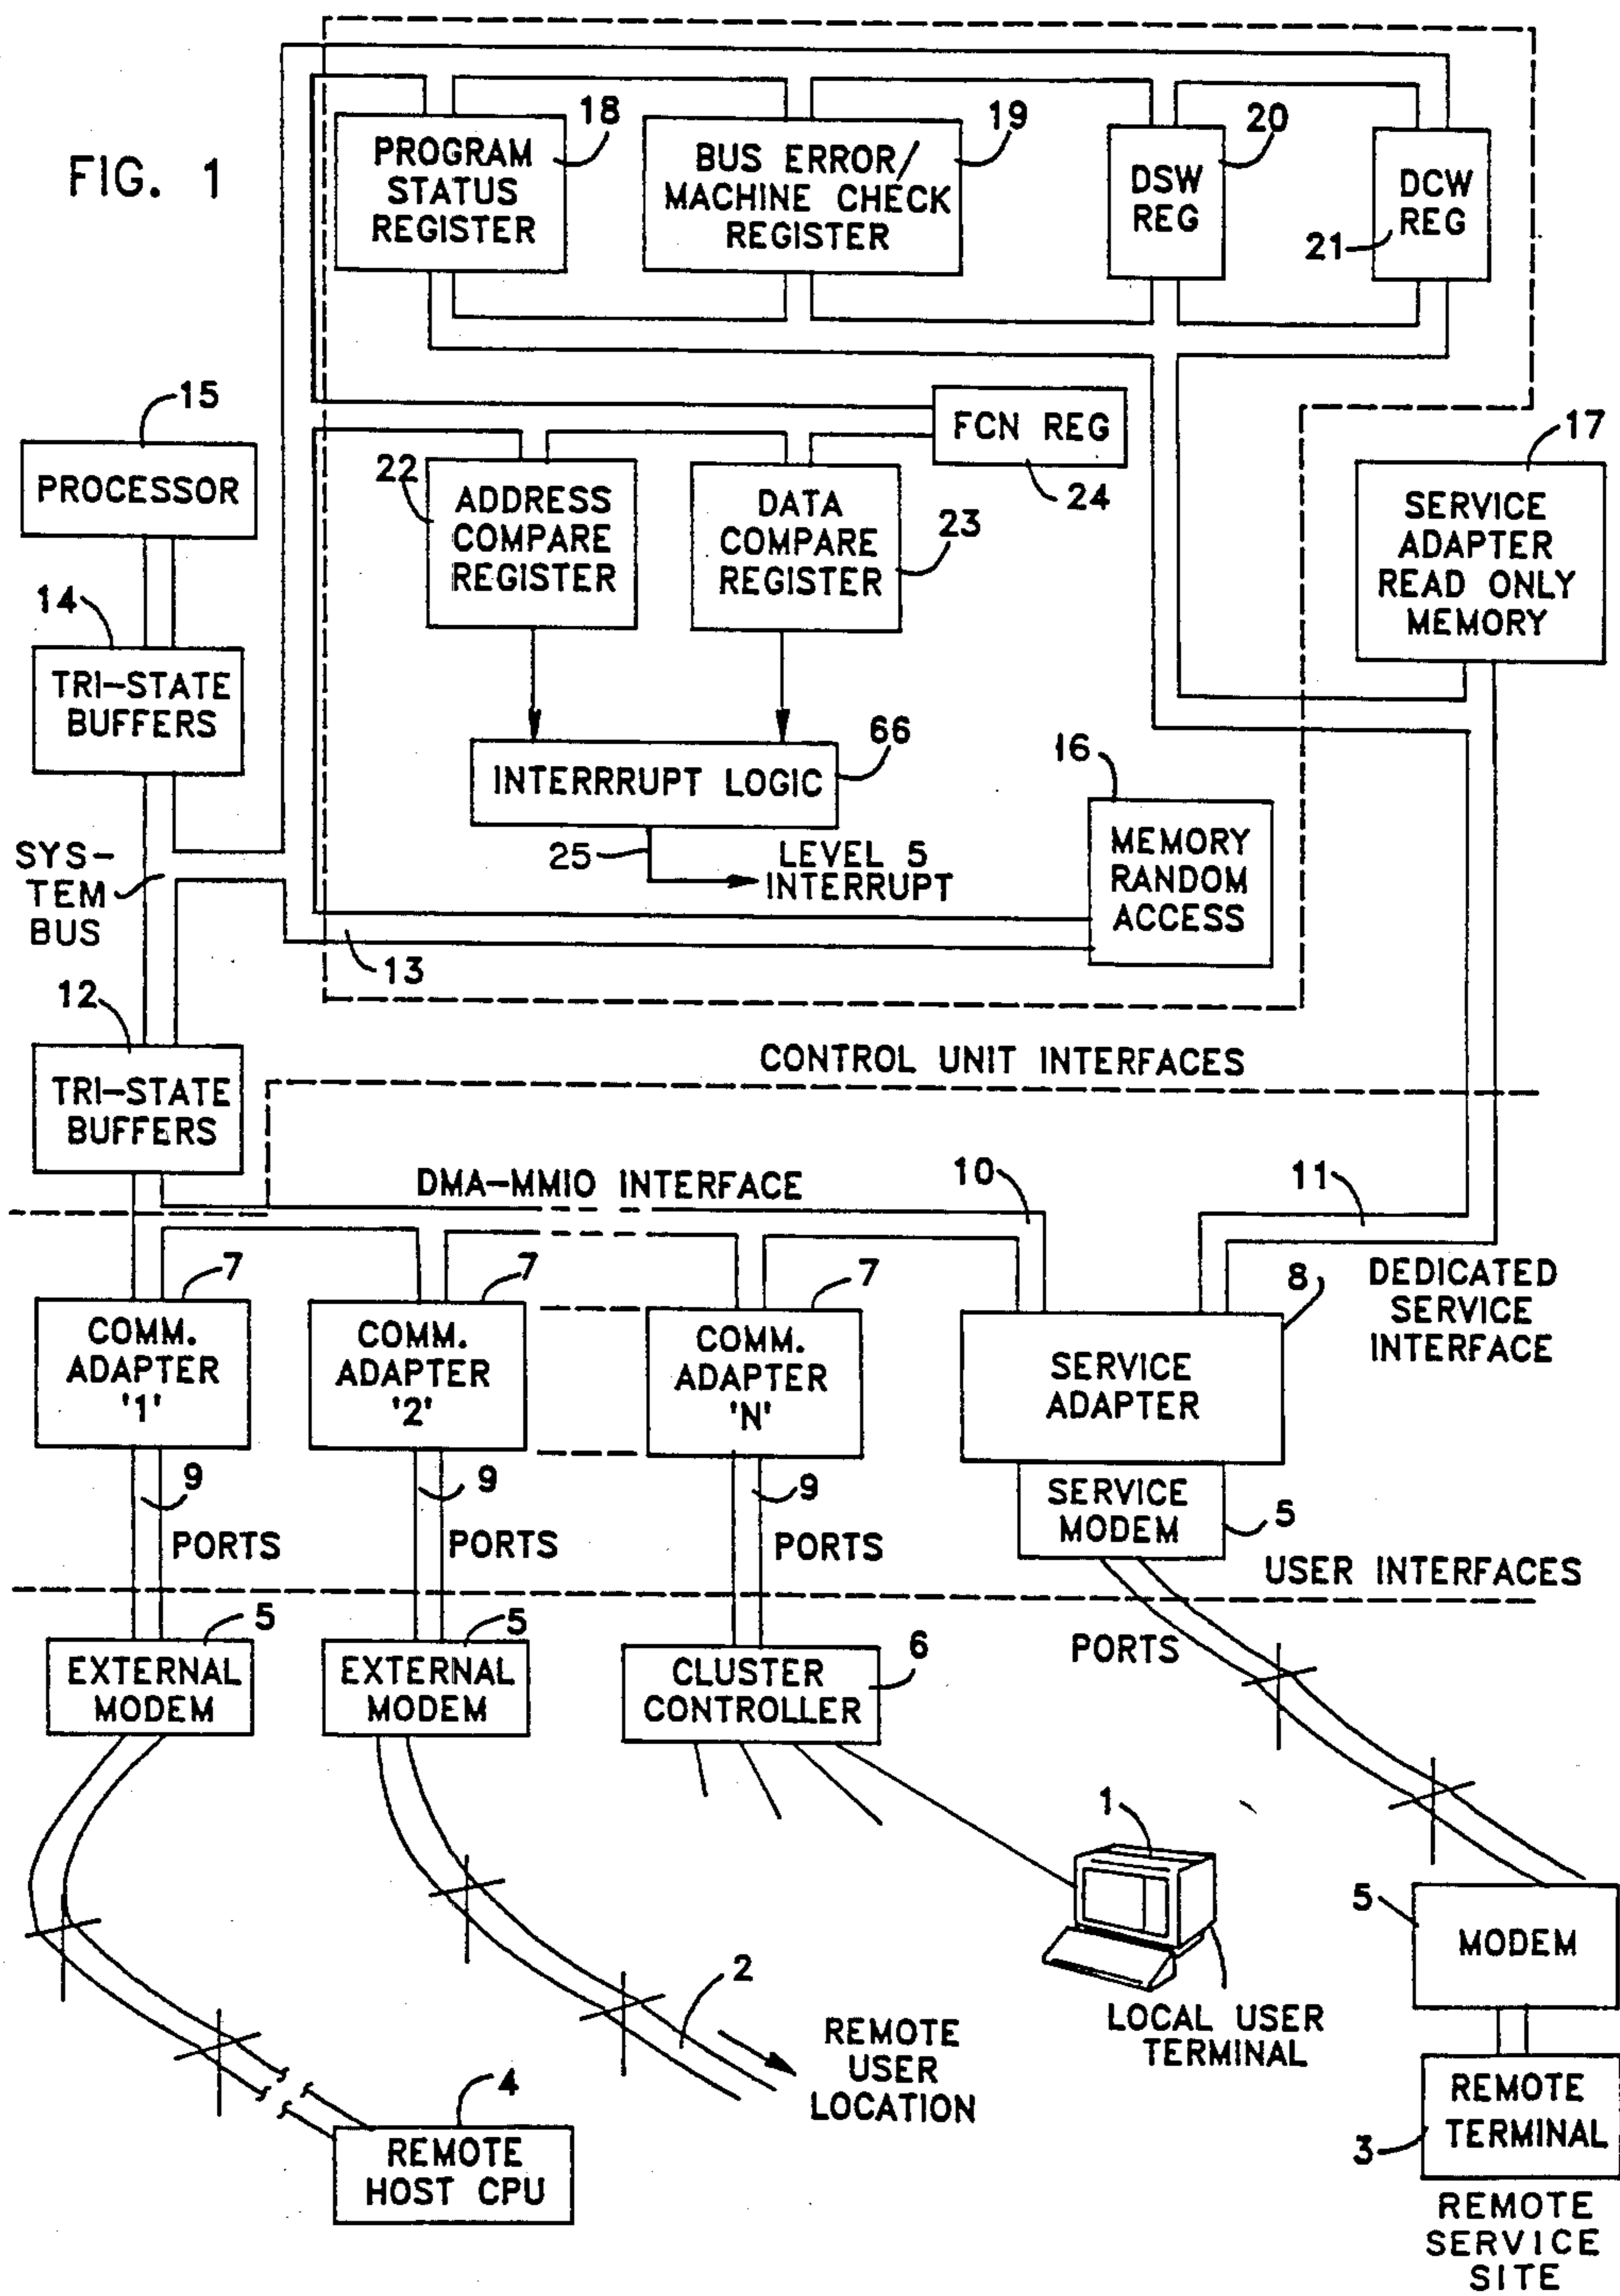 FIG. 1
18
PROGRAM
STATUS
REGISTER
19
BUS ERROR/
MACHINE CHECK
REGISTER
20
DSW
REG
21
DCW
REG
15
PROCESSOR
FCN REG
24
17
SERVICE
ADAPTER
READ ONLY
MEMORY
22
ADDRESS
COMPARE
REGISTER
23
DATA
COMPARE
REGISTER
14
TRI-STATE
BUFFERS
66
INTERRRUPT LOGIC
25
LEVEL 5
INTERRUPT
16
MEMORY
RANDOM
ACCESS
SYS-
TEM
BUS
13
12
TRI-STATE
BUFFERS
CONTROL UNIT INTERFACES
DMA-MMIO INTERFACE
10
11
DEDICATED
SERVICE
INTERFACE
7
COMM.
ADAPTER
'1'
7
COMM.
ADAPTER
'2'
7
COMM.
ADAPTER
'N'
8
SERVICE
ADAPTER
9
PORTS
9
PORTS
9
PORTS
SERVICE
MODEM
5
USER INTERFACES
5
EXTERNAL
MODEM
5
EXTERNAL
MODEM
6
CLUSTER
CONTROLLER
PORTS
1
LOCAL USER
TERMINAL
5
MODEM
2
REMOTE
USER
LOCATION
4
REMOTE
HOST CPU
3
REMOTE
TERMINAL
REMOTE
SERVICE
SITE